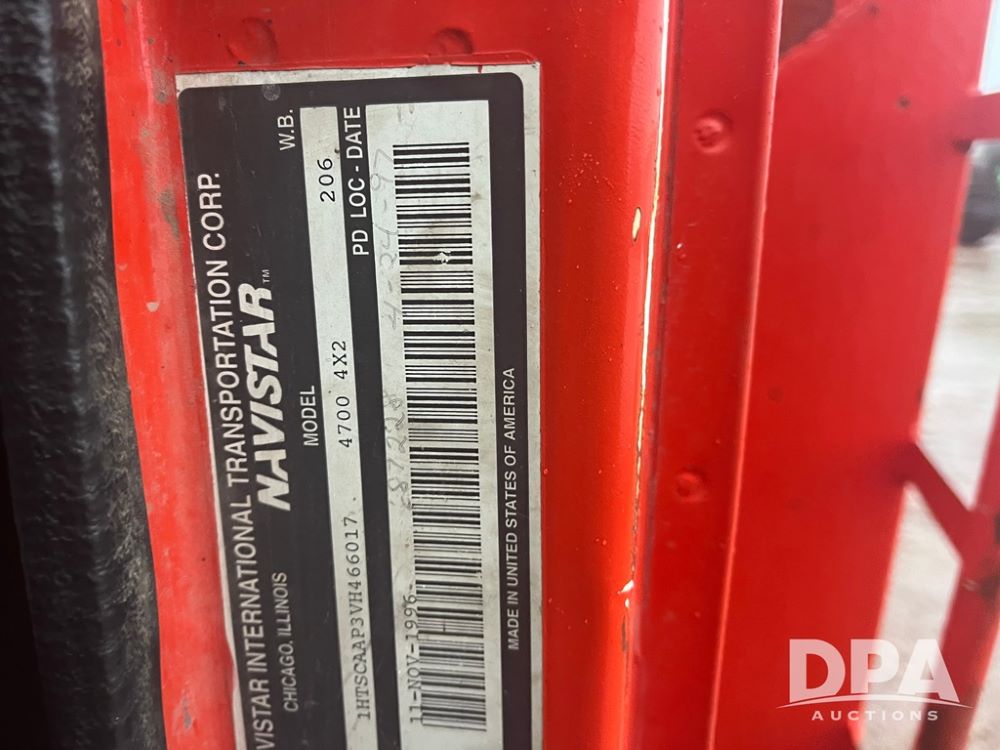 VISTAR INTERNATIONAL TRANSPORTATION CORP.
CHICAGO, ILLINOIS
NAVISTAR™
MODEL
W.B.
1HTSCAAP3VH466017
4700 4X2
206
PD LOC - DATE
11-NOV-1996
MADE IN UNITED STATES OF AMERICA
DPA
AUCTIONS